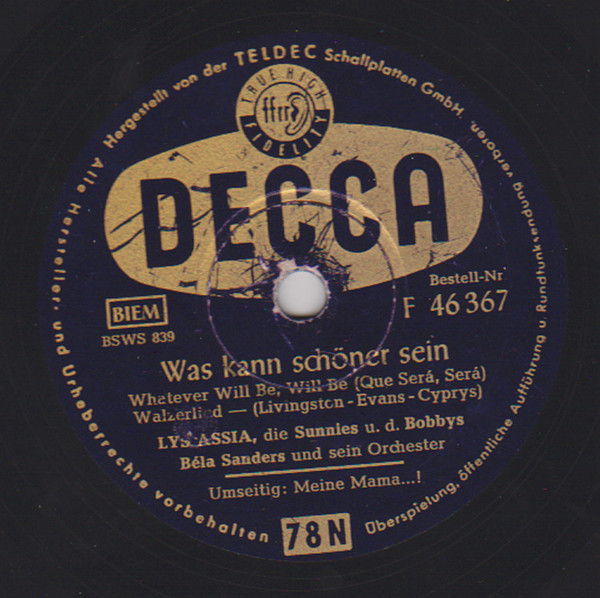 Alle Hersteller- und Urheberrechte vorbehalten
Hergestellt von der TELDEC Schallplatten GmbH.
Überspielung, öffentliche Aufführung u. Rundfunksendung verboten.
TRUE HIGH
ffrr
FIDELITY
DECCA
BIEM
BSWS 839
Bestell-Nr
F 46 367
Was kann schöner sein
Whatever Will Be, Will Be (Que Será, Será)
Walzerlied — (Livingston-Evans-Cyprys)
LYS ASSIA, die Sunnies u. d. Bobbys
Béla Sanders und sein Orchester
Umseitig: Meine Mama...!
78 N